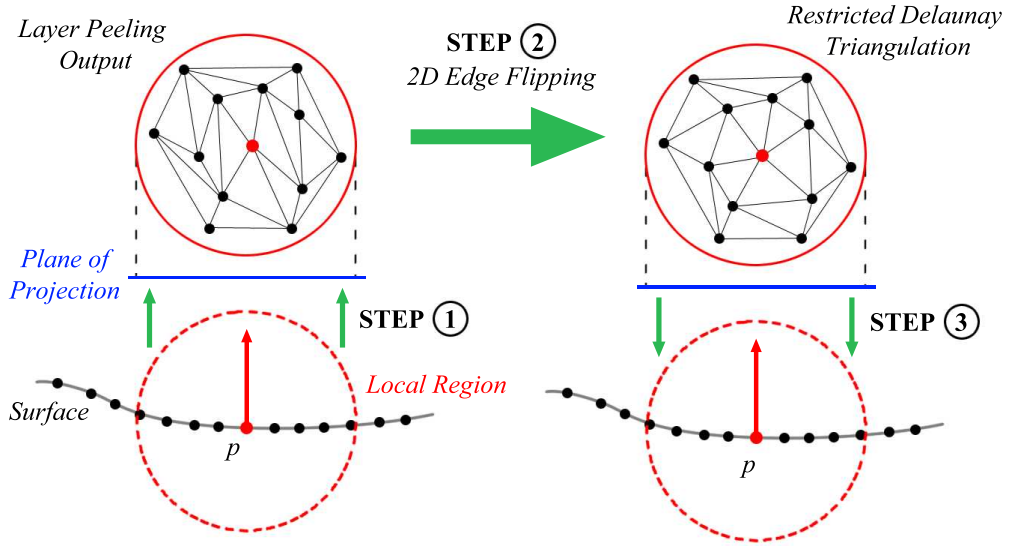 Layer Peeling
Output
STEP 2
2D Edge Flipping
Restricted Delaunay
Triangulation
Plane of
Projection
STEP 1
STEP 3
Local Region
Surface
p
p